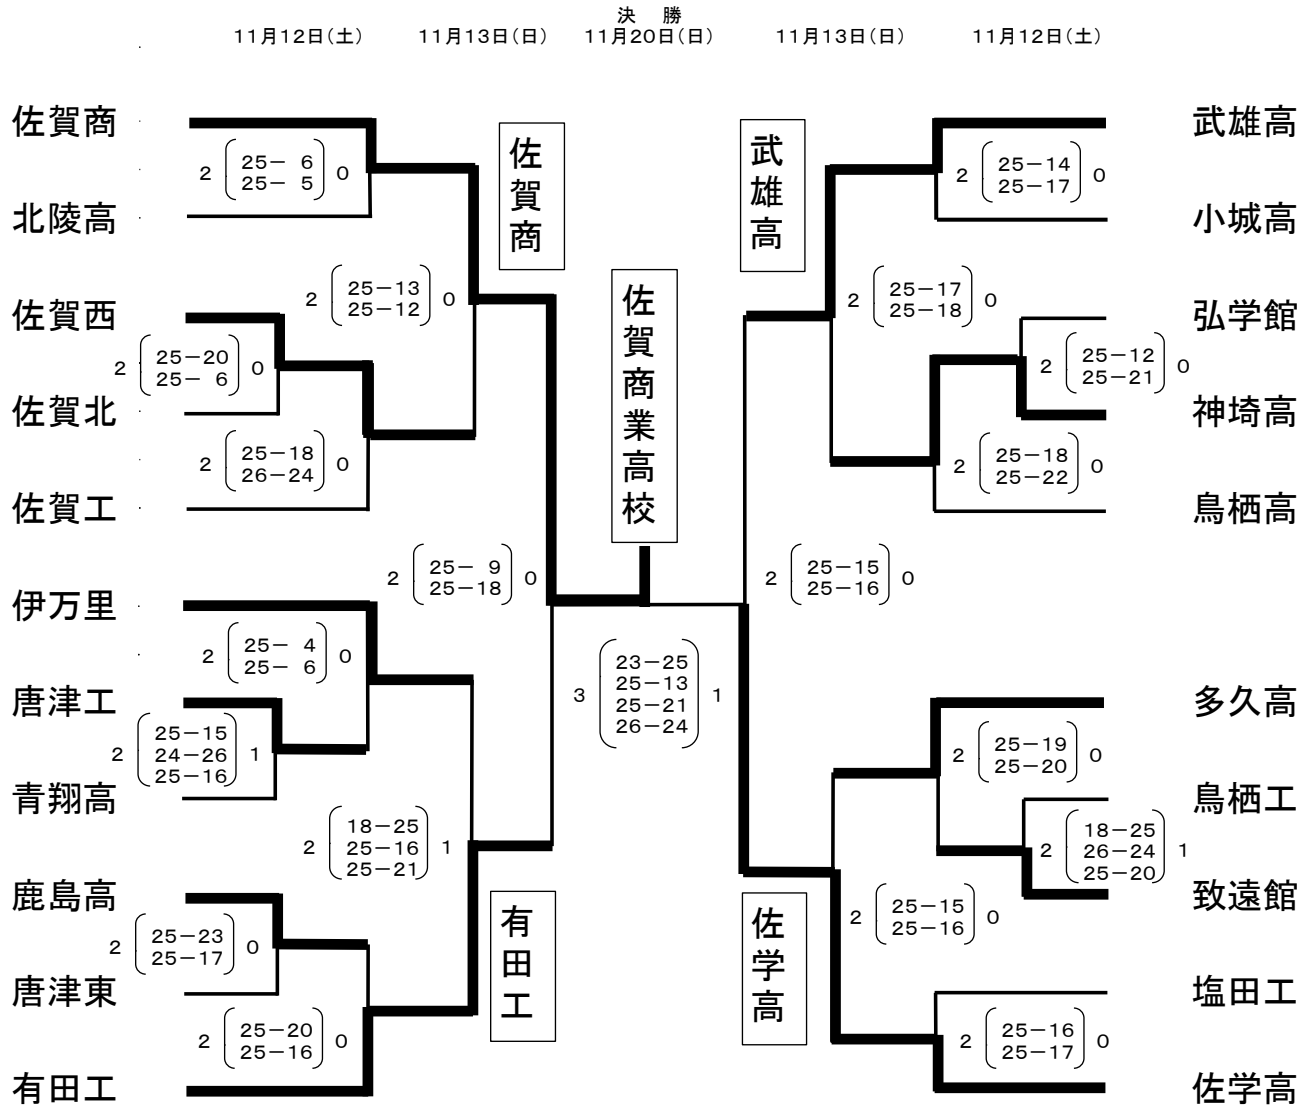 決　勝
11月12日(土)
11月13日(日)
11月20日(日)
11月13日(日)
11月12日(土)
佐賀商
北陵高
佐賀西
佐賀北
佐賀工
伊万里
唐津工
青翔高
鹿島高
唐津東
有田工
2 25－ 6 0
25－ 5
2 25－13 0
25－12
2 25－20 0
25－ 6
2 25－18 0
26－24
2 25－ 9 0
25－18
2 25－ 4 0
25－ 6
2 25－15 1
24－26
25－16
2 18－25 1
25－16
25－21
2 25－23 0
25－17
2 25－20 0
25－16
佐賀商
有田工
佐賀商業高校
3 23－25 1
25－13
25－21
26－24
武雄高
佐学高
2 25－14 0
25－17
2 25－17 0
25－18
2 25－12 0
25－21
2 25－18 0
25－22
2 25－15 0
25－16
2 25－19 0
25－20
2 18－25 1
26－24
25－20
2 25－15 0
25－16
2 25－16 0
25－17
武雄高
小城高
弘学館
神埼高
鳥栖高
多久高
鳥栖工
致遠館
塩田工
佐学高